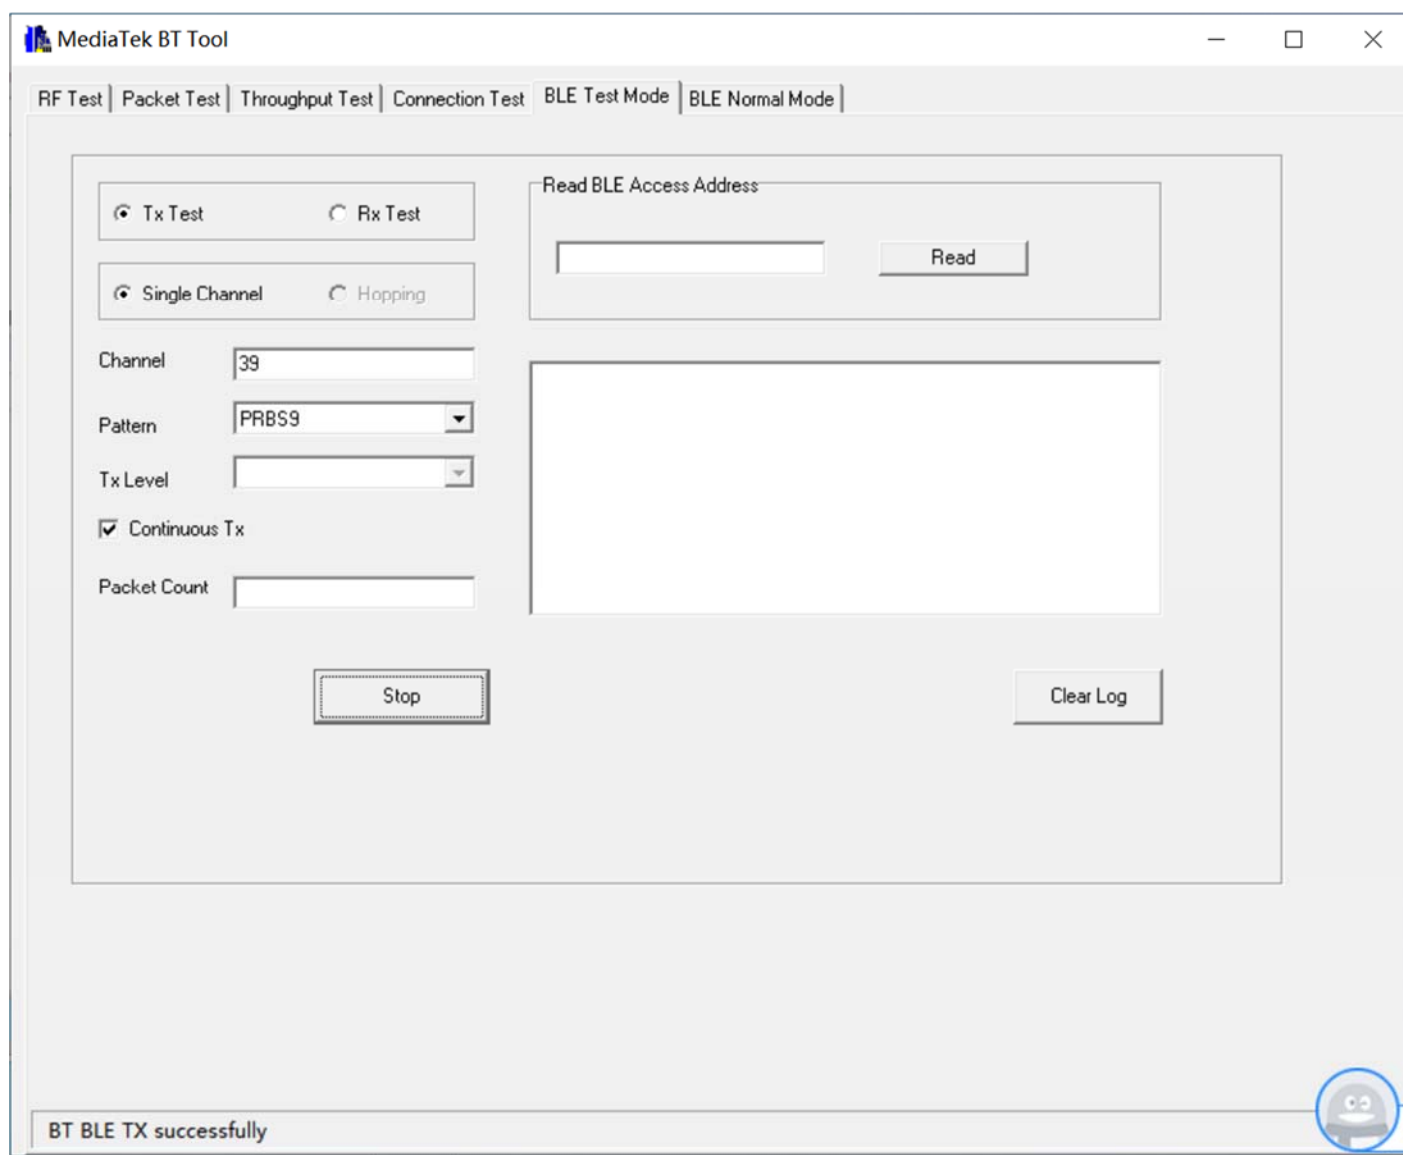 MediaTek BT Tool
RF Test Packet Test Throughput Test Connection Test BLE Test Mode BLE Normal Mode
Tx Test Rx Test
Single Channel Hopping
Channel 39
Pattern PRBS9
Tx Level
Continuous Tx
Packet Count
Stop
Read BLE Access Address
Read
Clear Log
BT BLE TX successfully